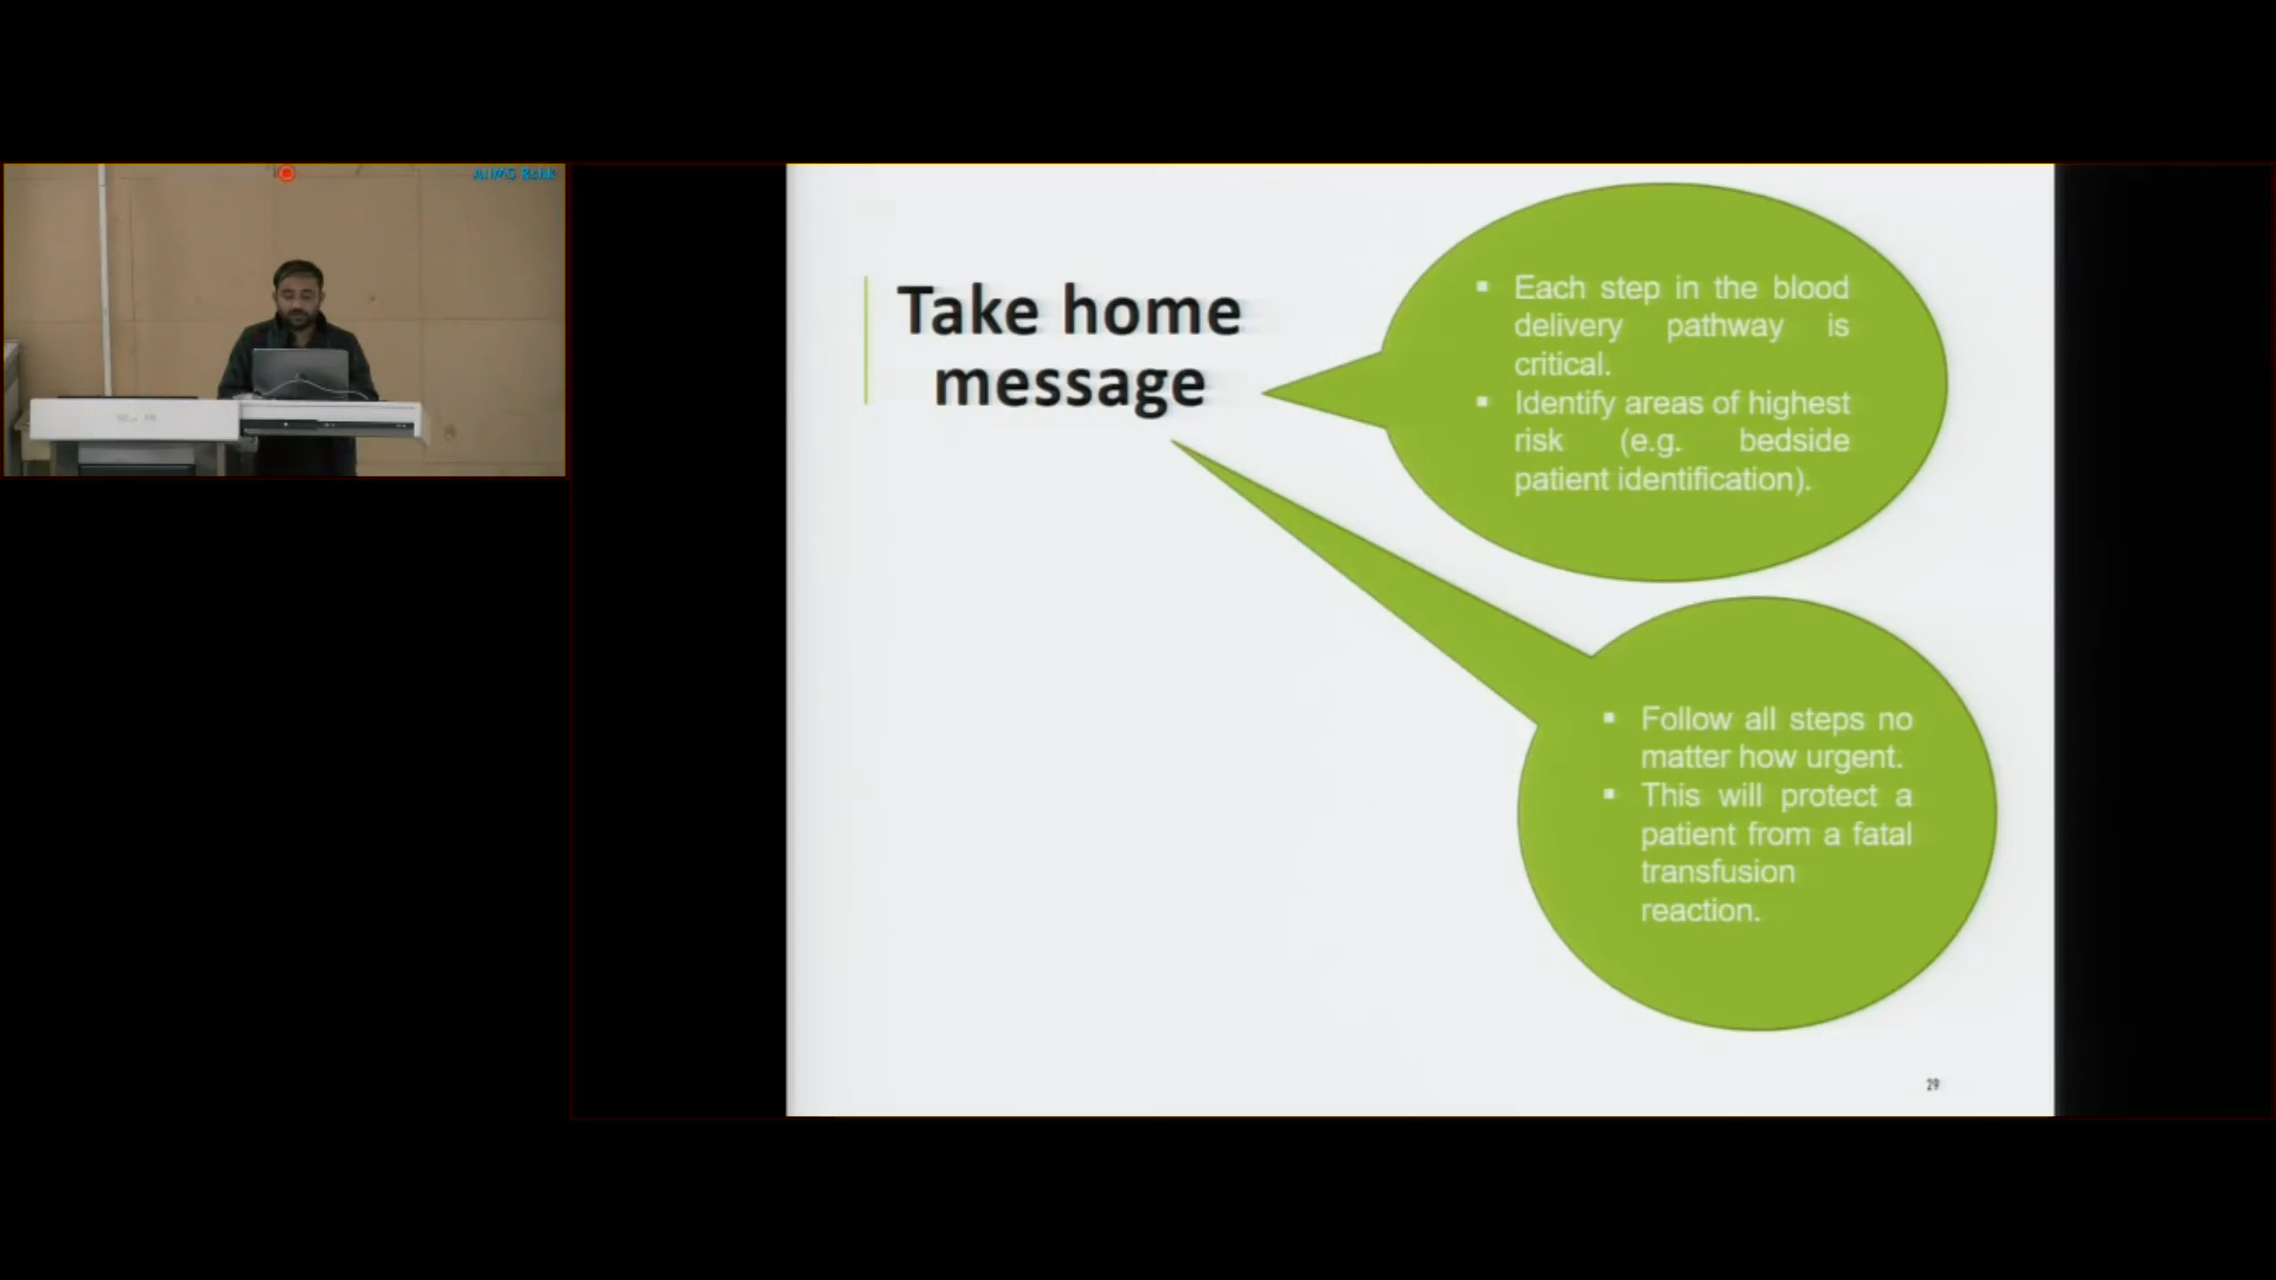 Take home
message
▪ Each step in the blood
delivery pathway is
critical.
▪ Identify areas of highest
risk (e.g. bedside
patient identification).
▪ Follow all steps no
matter how urgent.
▪ This will protect a
patient from a fatal
transfusion
reaction.
29